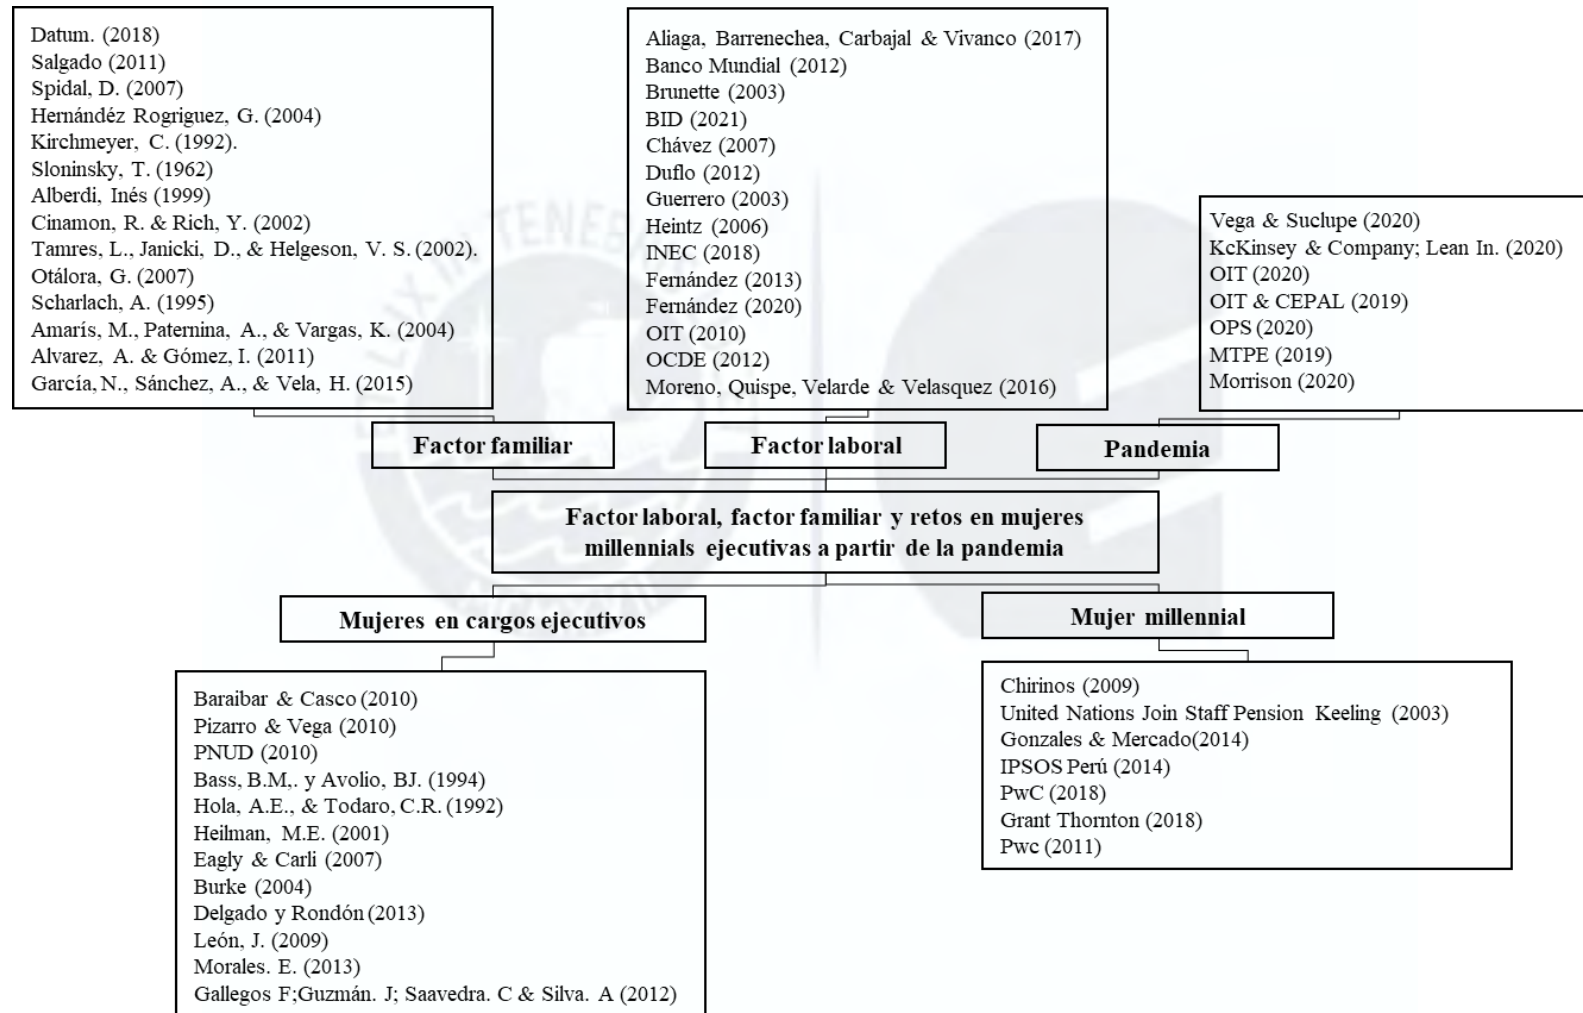 Datum. (2018)
Salgado (2011)
Spidal, D. (2007)
Hernándéz Rogriguez, G. (2004)
Kirchmeyer, C. (1992).
Sloninsky, T. (1962)
Alberdi, Inés (1999)
Cinamon, R. & Rich, Y. (2002)
Tamres, L., Janicki, D., & Helgeson, V. S. (2002).
Otálora, G. (2007)
Scharlach, A. (1995)
Amarís, M., Paternina, A., & Vargas, K. (2004)
Alvarez, A. & Gómez, I. (2011)
García, N., Sánchez, A., & Vela, H. (2015)
Aliaga, Barrenechea, Carbajal & Vivanco (2017)
Banco Mundial (2012)
Brunette (2003)
BID (2021)
Chávez (2007)
Duflo (2012)
Guerrero (2003)
Heintz (2006)
INEC (2018)
Fernández (2013)
Fernández (2020)
OIT (2010)
OCDE (2012)
Moreno, Quispe, Velarde & Velasquez (2016)
Vega & Suclupe (2020)
KcKinsey & Company; Lean In. (2020)
OIT (2020)
OIT & CEPAL (2019)
OPS (2020)
MTPE (2019)
Morrison (2020)
Factor familiar
Factor laboral
Pandemia
Factor laboral, factor familiar y retos en mujeres
millennials ejecutivas a partir de la pandemia
Mujeres en cargos ejecutivos
Mujer millennial
Baraibar & Casco (2010)
Pizarro & Vega (2010)
PNUD (2010)
Bass, B.M,. y Avolio, BJ. (1994)
Hola, A.E., & Todaro, C.R. (1992)
Heilman, M.E. (2001)
Eagly & Carli (2007)
Burke (2004)
Delgado y Rondón (2013)
León, J. (2009)
Morales. E. (2013)
Gallegos F;Guzmán. J; Saavedra. C & Silva. A (2012)
Chirinos (2009)
United Nations Join Staff Pension Keeling (2003)
Gonzales & Mercado(2014)
IPSOS Perú (2014)
PwC (2018)
Grant Thornton (2018)
Pwc (2011)